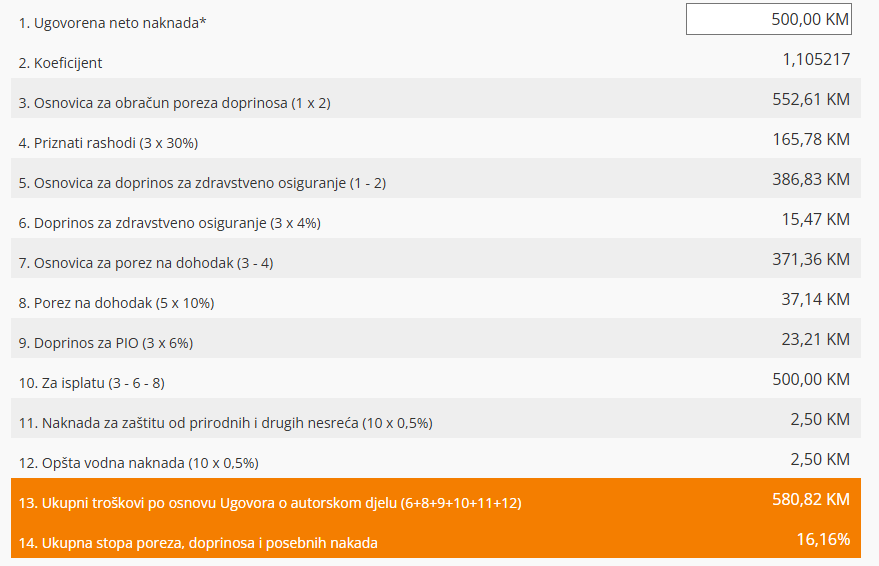 1. Ugovorena neto naknada* 500,00 KM
2. Koeficijent 1,105217
3. Osnovica za obračun poreza doprinosa (1 x 2) 552,61 KM
4. Priznati rashodi (3 x 30%) 165,78 KM
5. Osnovica za doprinos za zdravstveno osiguranje (1 - 2) 386,83 KM
6. Doprinos za zdravstveno osiguranje (3 x 4%) 15,47 KM
7. Osnovica za porez na dohodak (3 - 4) 371,36 KM
8. Porez na dohodak (5 x 10%) 37,14 KM
9. Doprinos za PIO (3 x 6%) 23,21 KM
10. Za isplatu (3 - 6 - 8) 500,00 KM
11. Naknada za zaštitu od prirodnih i drugih nesreća (10 x 0,5%) 2,50 KM
12. Opšta vodna naknada (10 x 0,5%) 2,50 KM
13. Ukupni troškovi po osnovu Ugovora o autorskom djelu (6+8+9+10+11+12) 580,82 KM
14. Ukupna stopa poreza, doprinosa i posebnih nakada 16,16%